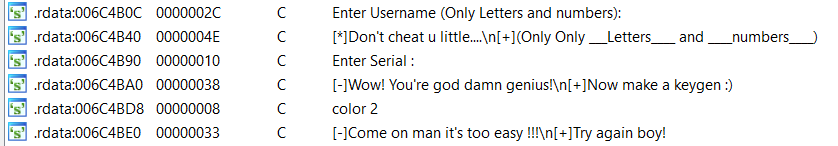 .rdata:006C4B0C 0000002C C Enter Username (Only Letters and numbers):
.rdata:006C4B40 0000004E C [*]Don't cheat u little....\n[+](Only Only ___Letters____ and ____numbers____)
.rdata:006C4B90 00000010 C Enter Serial :
.rdata:006C4BA0 00000038 C [-]Wow! You're god damn genius!\n[+]Now make a keygen :)
.rdata:006C4BD8 00000008 C color 2
.rdata:006C4BE0 00000033 C [-]Come on man it's too easy !!!\n[+]Try again boy!